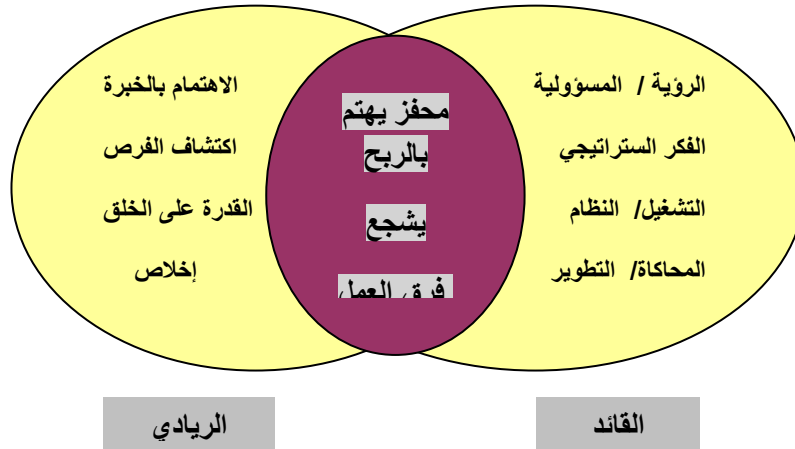 الرؤية / المسؤولية
الفكر الستراتيجي
التشغيل/ النظام
المحاكاة/ التطوير
محفز يهتم
بالربح
يشجع
فرق العمل
الاهتمام بالخبرة
اكتشاف الفرص
القدرة على الخلق
إخلاص
القائد
الريادي